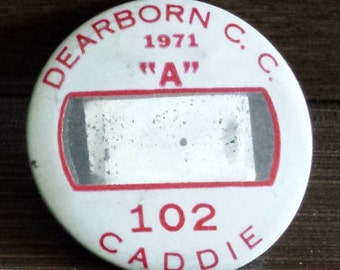 DEARBORN C. C.
1971
"A"
102
CADDIE